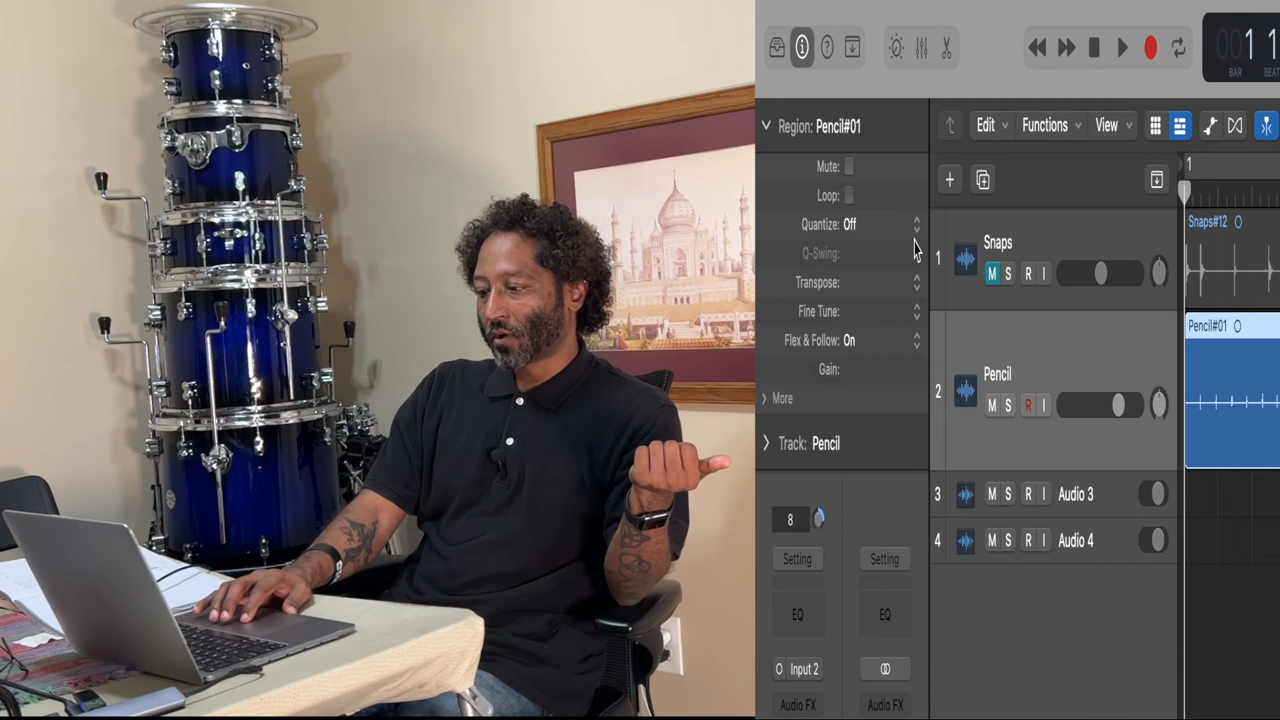 001 1
BAR BEAT
Region: Pencil#01
Edit Functions View
Mute:
Loop:
Quantize: Off
Q-Swing:
Transpose:
Fine Tune:
Flex & Follow: On
Gain:
More
Track: Pencil
8
Setting Setting
EQ EQ
Input 2
Audio FX Audio FX
1
1 Snaps
M S R I
Snaps#12
2 Pencil
M S R I
Pencil#01
3 M S R I Audio 3
4 M S R I Audio 4